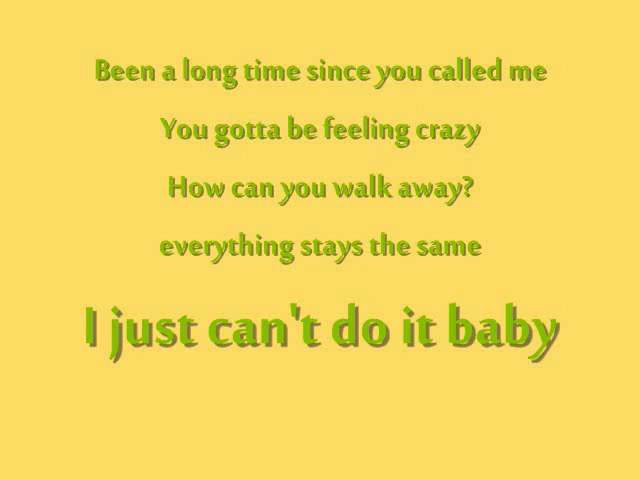 Been a long time since you called me
You gotta be feeling crazy
How can you walk away?
everything stays the same
I just can't do it baby